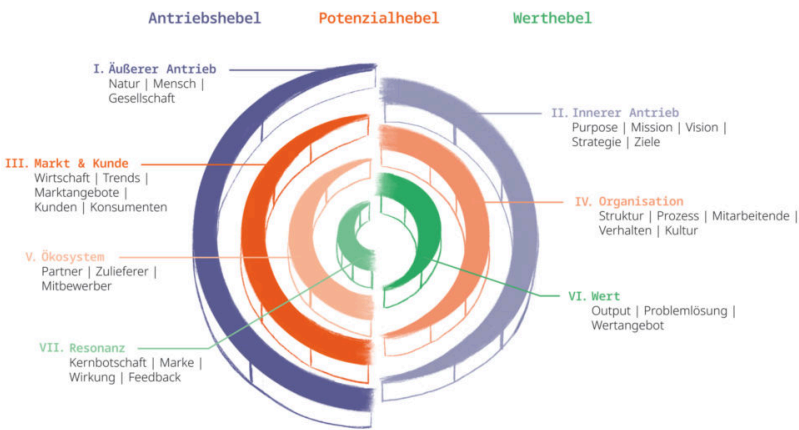 Antriebshebel
Potenzialhebel
Werthebel
I. Äußerer Antrieb
Natur | Mensch |
Gesellschaft
II. Innerer Antrieb
Purpose | Mission | Vision |
Strategie | Ziele
III. Markt & Kunde
Wirtschaft | Trends |
Marktangebote |
Kunden | Konsumenten
IV. Organisation
Struktur | Prozess | Mitarbeitende |
Verhalten | Kultur
V. Ökosystem
Partner | Zulieferer |
Mitbewerber
VI. Wert
Output | Problemlösung |
Wertangebot
VII. Resonanz
Kernbotschaft | Marke |
Wirkung | Feedback